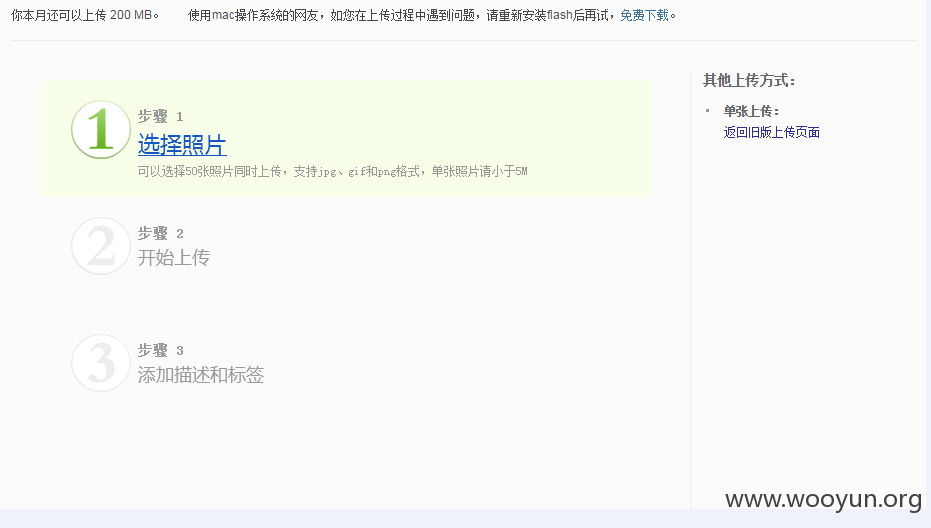 你本月还可以上传 200 MB。 使用mac操作系统的网友，如您在上传过程中遇到问题，请重新安装flash后再试，免费下载。
1
步骤 1
选择照片
可以选择50张照片同时上传，支持jpg、gif和png格式，单张照片请小于5M
2
步骤 2
开始上传
3
步骤 3
添加描述和标签
其他上传方式：
单张上传：
返回旧版上传页面
www.wooyun.org